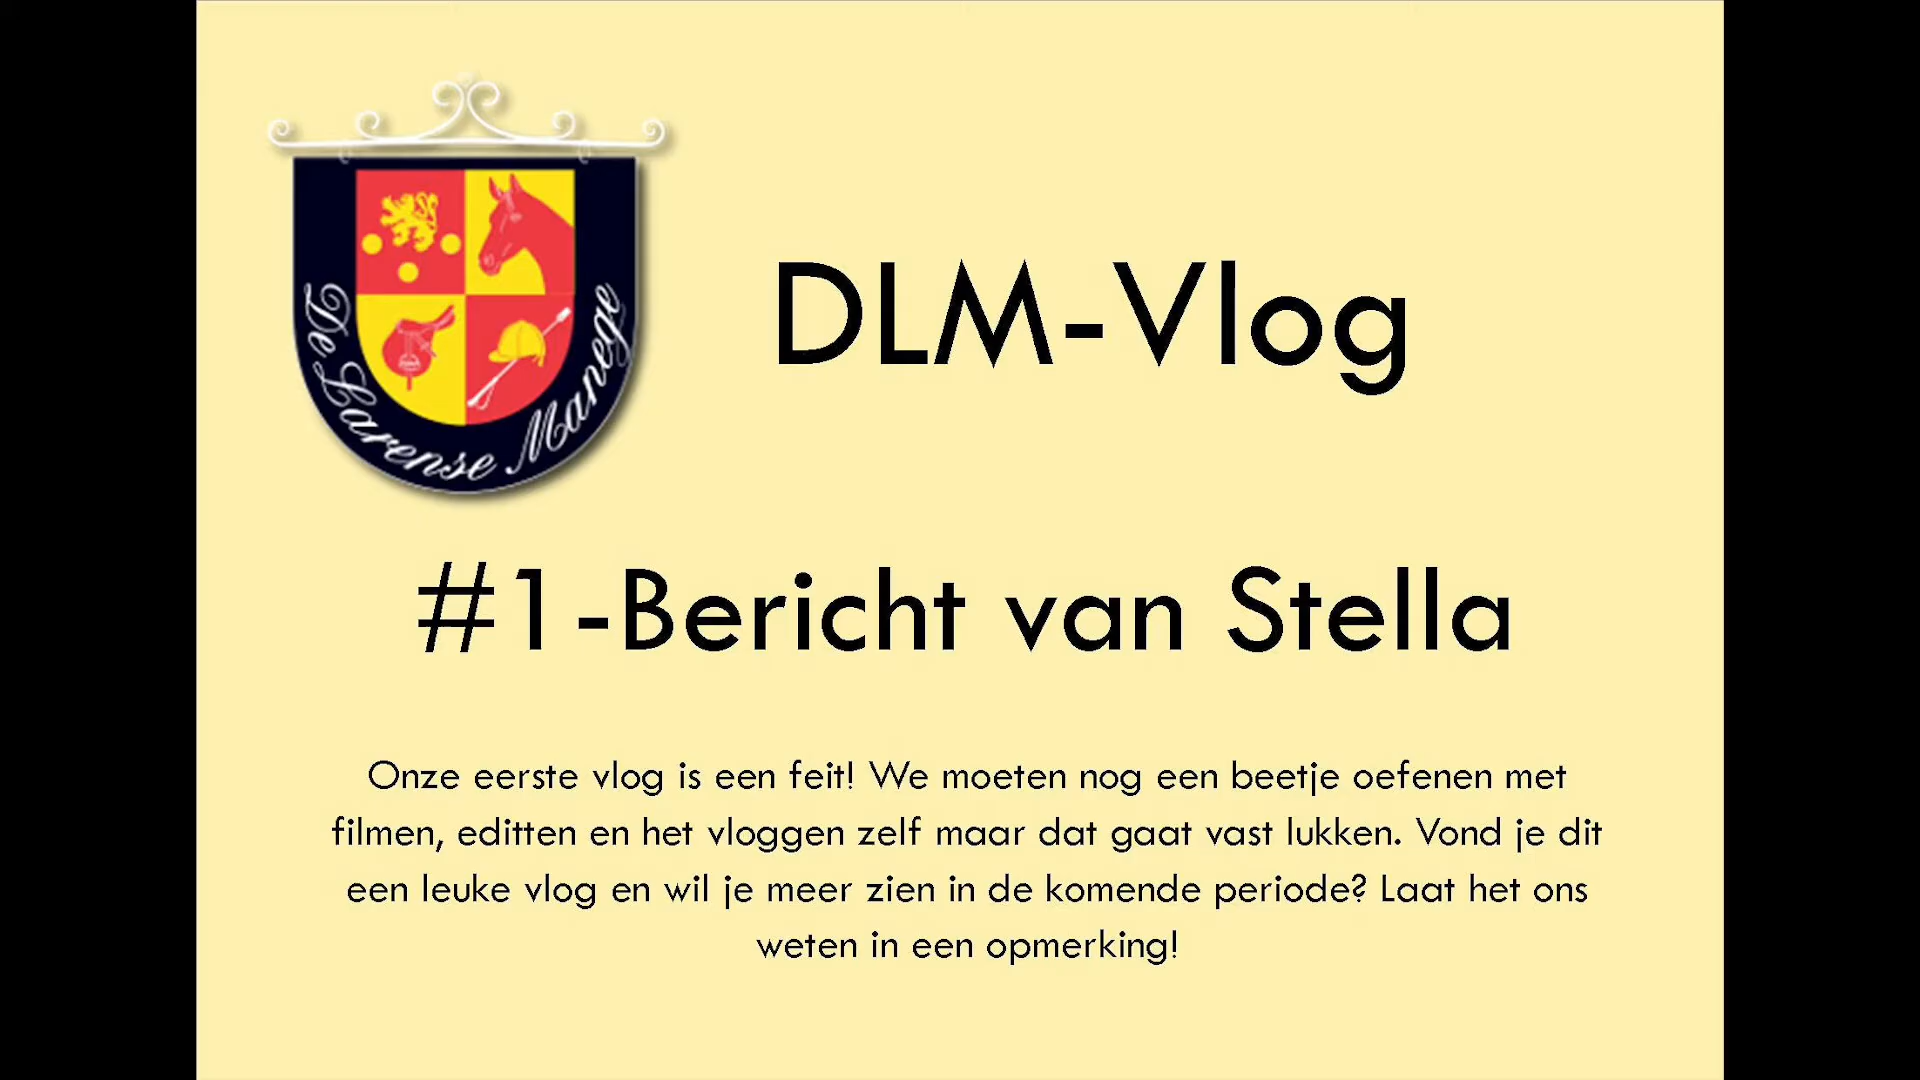 De Larense Manege
DLM-Vlog
#1-Bericht van Stella
Onze eerste vlog is een feit! We moeten nog een beetje oefenen met
filmen, editten en het vloggen zelf maar dat gaat vast lukken. Vond je dit
een leuke vlog en wil je meer zien in de komende periode? Laat het ons
weten in een opmerking!